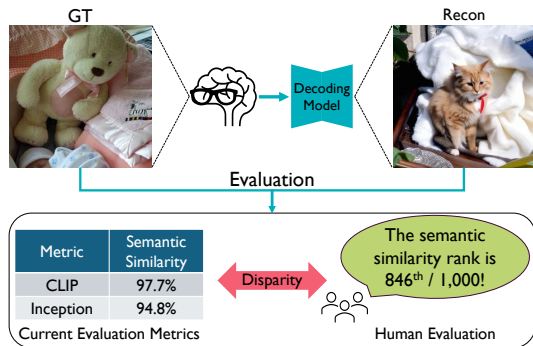 GT
Recon
Decoding
Model
Evaluation
Metric
Semantic
Similarity
CLIP
97.7%
Inception
94.8%
Current Evaluation Metrics
Disparity
The semantic
similarity rank is
846th / 1,000!
Human Evaluation